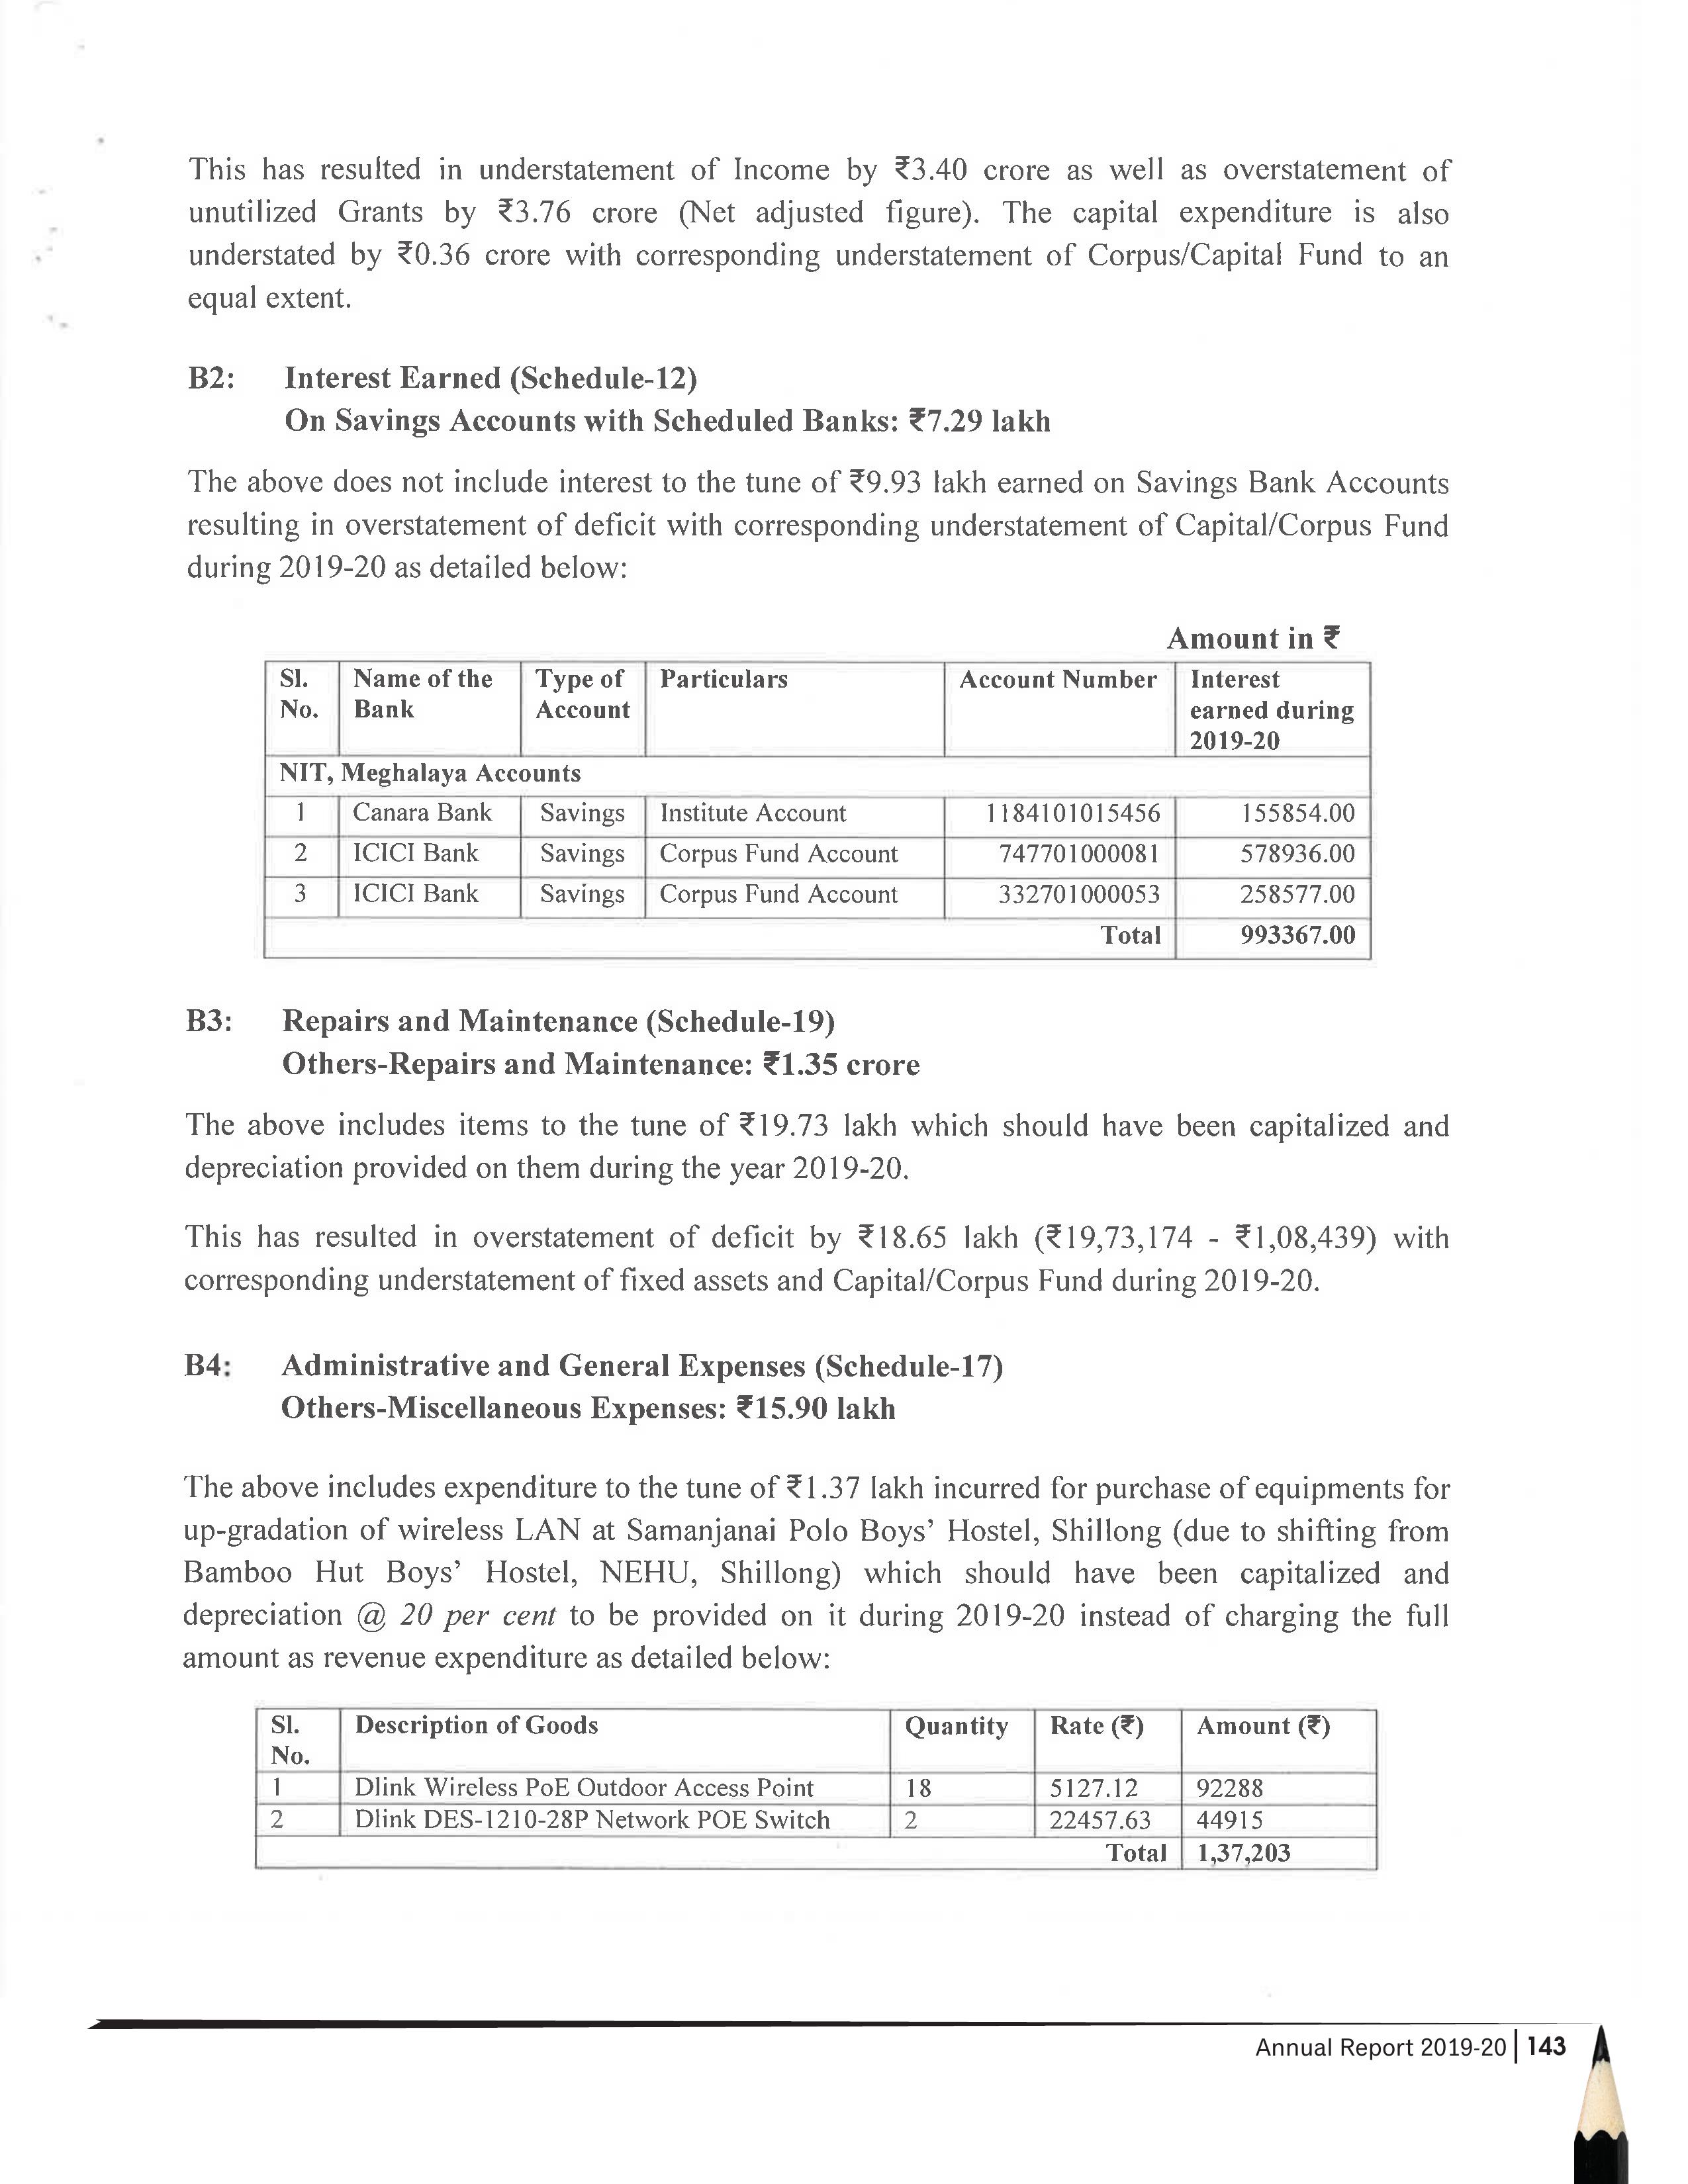 This has resulted in understatement of Income by ₹3.40 crore as well as overstatement of
unutilized Grants by ₹3.76 crore (Net adjusted figure). The capital expenditure is also
understated by ₹0.36 crore with corresponding understatement of Corpus/Capital Fund to an
equal extent.
B2: Interest Earned (Schedule-12)
On Savings Accounts with Scheduled Banks: ₹7.29 lakh
The above does not include interest to the tune of ₹9.93 lakh earned on Savings Bank Accounts
resulting in overstatement of deficit with corresponding understatement of Capital/Corpus Fund
during 2019-20 as detailed below:
Amount in ₹
Sl. Name of the Type of Particulars Account Number Interest
No. Bank Account earned during
2019-20
NIT, Meghalaya Accounts
1 Canara Bank Savings Institute Account 1184101015456 155854.00
2 ICICI Bank Savings Corpus Fund Account 747701000081 578936.00
3 ICICI Bank Savings Corpus Fund Account 332701000053 258577.00
Total 993367.00
B3: Repairs and Maintenance (Schedule-19)
Others-Repairs and Maintenance: ₹1.35 crore
The above includes items to the tune of ₹19.73 lakh which should have been capitalized and
depreciation provided on them during the year 2019-20.
This has resulted in overstatement of deficit by ₹18.65 lakh (₹19,73,174 - ₹1,08,439) with
corresponding understatement of fixed assets and Capital/Corpus Fund during 2019-20.
B4: Administrative and General Expenses (Schedule-17)
Others-Miscellaneous Expenses: ₹15.90 lakh
The above includes expenditure to the tune of ₹1.37 lakh incurred for purchase of equipments for
up-gradation of wireless LAN at Samanjanai Polo Boys’ Hostel, Shillong (due to shifting from
Bamboo Hut Boys’ Hostel, NEHU, Shillong) which should have been capitalized and
depreciation @ 20 per cent to be provided on it during 2019-20 instead of charging the full
amount as revenue expenditure as detailed below:
Sl. Description of Goods Quantity Rate (₹) Amount (₹)
No.
1 Dlink Wireless PoE Outdoor Access Point 18 5127.12 92288
2 Dlink DES-1210-28P Network POE Switch 2 22457.63 44915
Total 1,37,203
Annual Report 2019-20 | 143